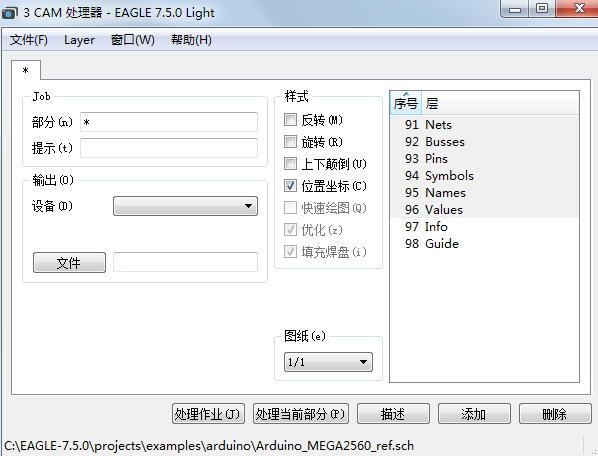 3 CAM 处理器 - EAGLE 7.5.0 Light
文件(F) Layer 窗口(W) 帮助(H)
*
Job
部分(n) *
提示(t)
输出(O)
设备(D)
文件
样式
反转(M)
旋转(R)
上下颠倒(U)
位置坐标(C)
快速绘图(Q)
优化(z)
填充焊盘(i)
图纸(e)
1/1
序号 层
91 Nets
92 Busses
93 Pins
94 Symbols
95 Names
96 Values
97 Info
98 Guide
处理作业(J) 处理当前部分(P) 描述 添加 删除
C:\EAGLE-7.5.0\projects\examples\arduino\Arduino_MEGA2560_ref.sch